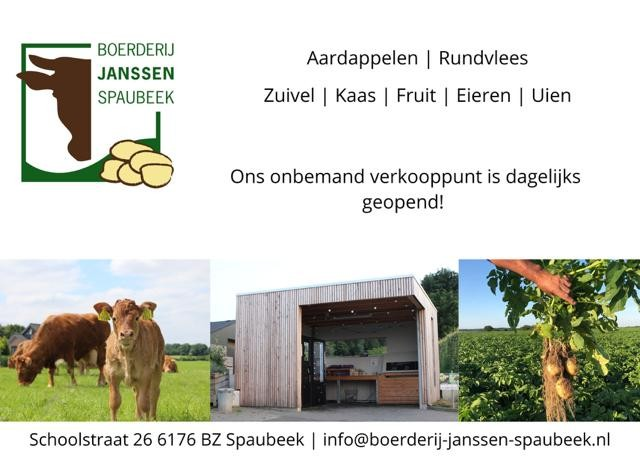 BOERDERIJ
JANSSEN
SPAUBEEK
Aardappelen | Rundvlees
Zuivel | Kaas | Fruit | Eieren | Uien
Ons onbemand verkooppunt is dagelijks
geopend!
Schoolstraat 26 6176 BZ Spaubeek | info@boerderij-janssen-spaubeek.nl